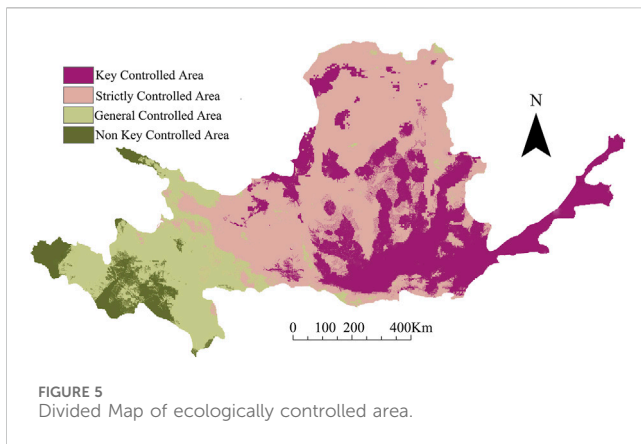 Key Controlled Area
Strictly Controlled Area
General Controlled Area
Non Key Controlled Area
N
0 100 200 400Km
FIGURE 5
Divided Map of ecologically controlled area.